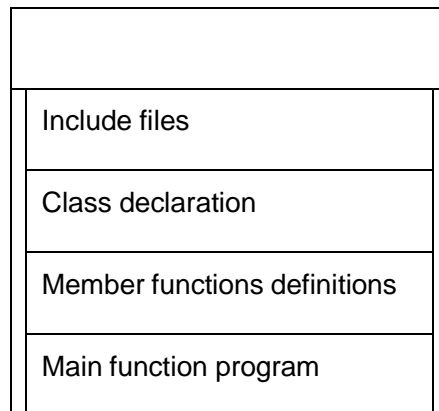 Include files
Class declaration
Member functions definitions
Main function program